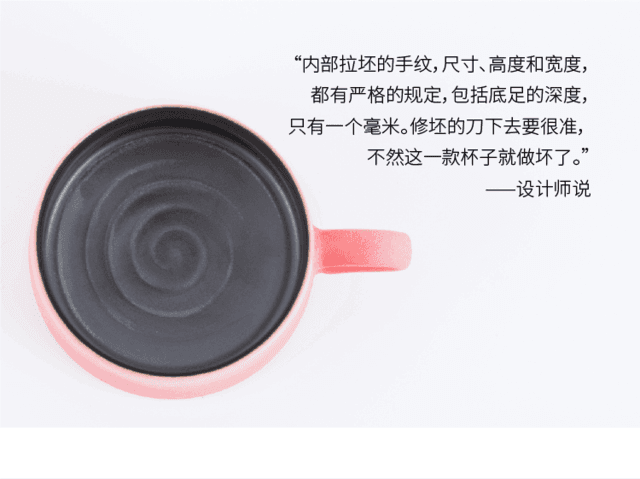 “内部拉坯的手纹，尺寸、高度和宽度，
都有严格的规定，包括底足的深度，
只有一个毫米。修坯的刀下去要很准，
不然这一款杯子就做坏了。”
——设计师说